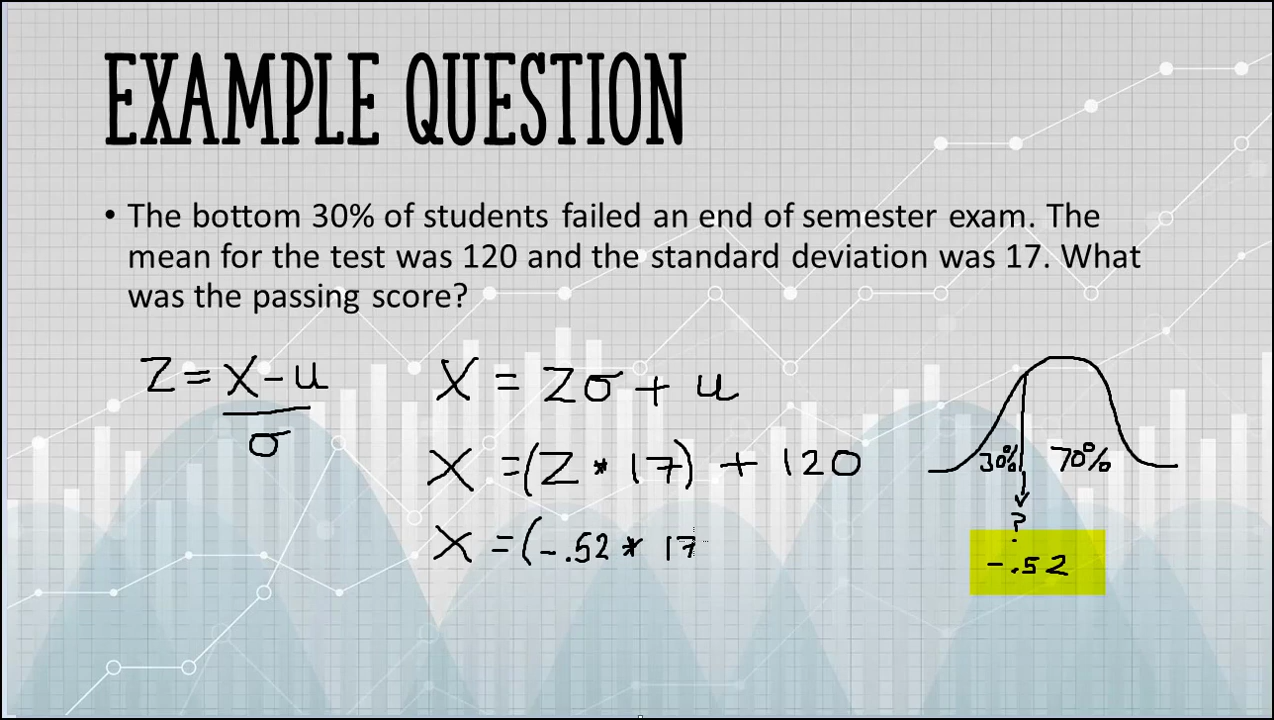 EXAMPLE QUESTION
• The bottom 30% of students failed an end of semester exam. The
mean for the test was 120 and the standard deviation was 17. What
was the passing score?
Z = X - u
σ
X = Zσ + u
X = (Z * 17) + 120
X = (-.52 * 17
30% 70%
?
-.52